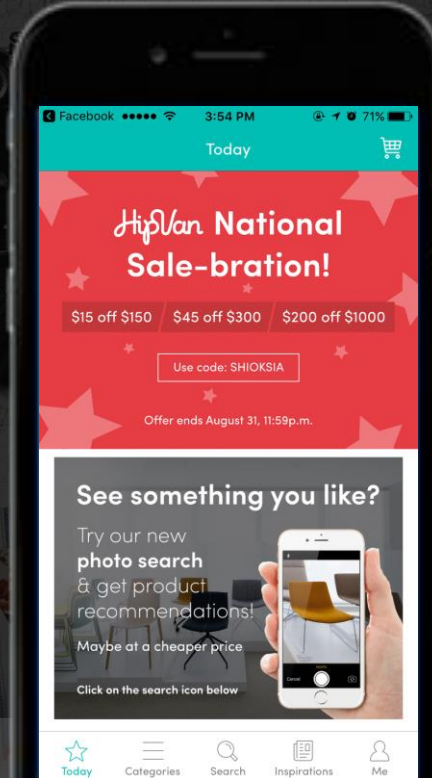 Facebook 3:54 PM 71%
Today
HipVan National
Sale-bration!
$15 off $150 $45 off $300 $200 off $1000
Use code: SHIOKSIA
Offer ends August 31, 11:59p.m.
See something you like?
Try our new
photo search
& get product
recommendations!
Maybe at a cheaper price
Click on the search icon below
Cancel
Today Categories Search Inspirations Me